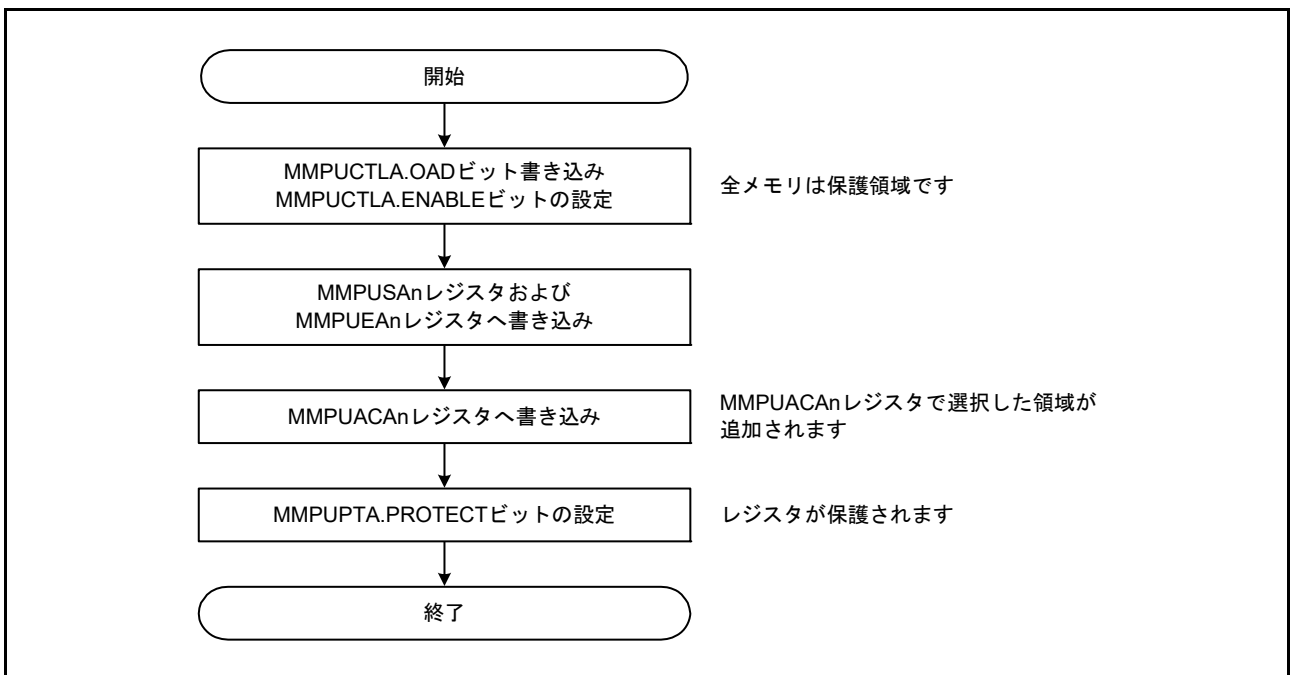 開始
MMPUCTLA.OADビット書き込み
MMPUCTLA.ENABLEビットの設定
全メモリは保護領域です
MMPUSAnレジスタおよび
MMPUEAnレジスタへ書き込み
MMPUACAnレジスタへ書き込み
MMPUACAnレジスタで選択した領域が
追加されます
MMPUPTA.PROTECTビットの設定
レジスタが保護されます
終了